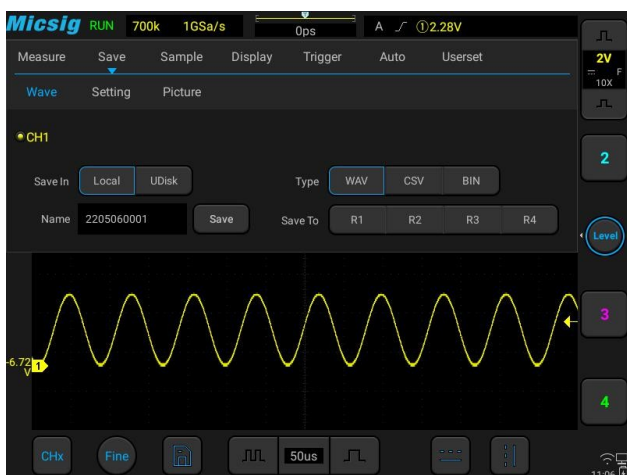 Micsig RUN 700k 1GSa/s 0ps A ①2.28V
Measure Save Sample Display Trigger Auto Userset
2V
F
10X
Wave Setting Picture
CH1
2
Save In Local UDisk Type WAV CSV BIN
Name 2205060001 Save Save To R1 R2 R3 R4
Level
3
-6.72
V
1
4
CHx Fine 50us
11:06